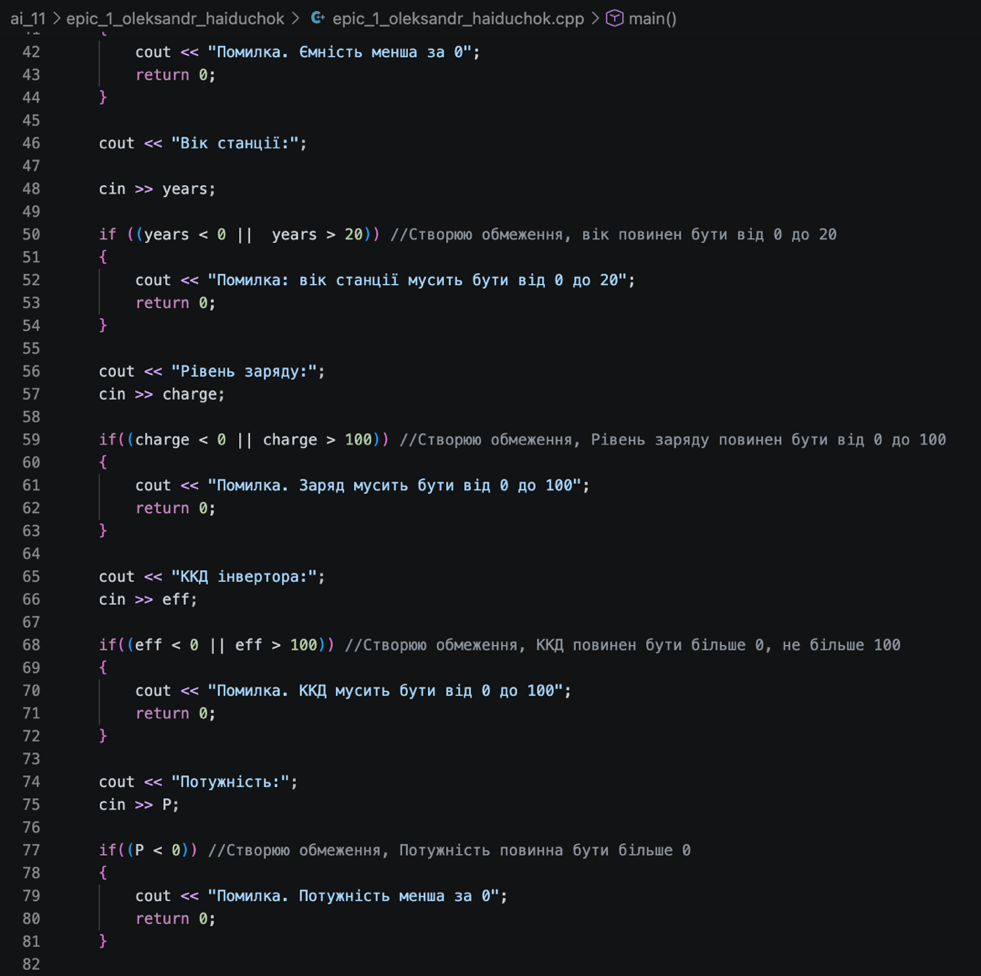 ai_11 > epic_1_oleksandr_haiduchok > epic_1_oleksandr_haiduchok.cpp > main()
41 {
42 cout << "Помилка. Ємність менша за 0";
43 return 0;
44 }
45
46 cout << "Вік станції:";
47
48 cin >> years;
49
50 if ((years < 0 ||  years > 20)) //Створюю обмеження, вік повинен бути від 0 до 20
51 {
52 cout << "Помилка: вік станції мусить бути від 0 до 20";
53 return 0;
54 }
55
56 cout << "Рівень заряду:";
57 cin >> charge;
58
59 if((charge < 0 || charge > 100)) //Створюю обмеження, Рівень заряду повинен бути від 0 до 100
60 {
61 cout << "Помилка. Заряд мусить бути від 0 до 100";
62 return 0;
63 }
64
65 cout << "ККД інвертора:";
66 cin >> eff;
67
68 if((eff < 0 || eff > 100)) //Створюю обмеження, ККД повинен бути більше 0, не більше 100
69 {
70 cout << "Помилка. ККД мусить бути від 0 до 100";
71 return 0;
72 }
73
74 cout << "Потужність:";
75 cin >> P;
76
77 if((P < 0)) //Створюю обмеження, Потужність повинна бути більше 0
78 {
79 cout << "Помилка. Потужність менша за 0";
80 return 0;
81 }
82